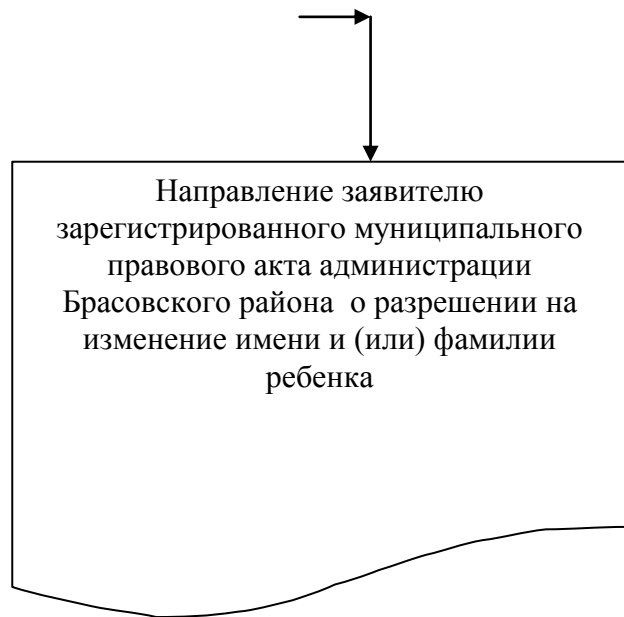 Направление заявителю
зарегистрированного муниципального
правового акта администрации
Брасовского района  о разрешении на
изменение имени и (или) фамилии
ребенка